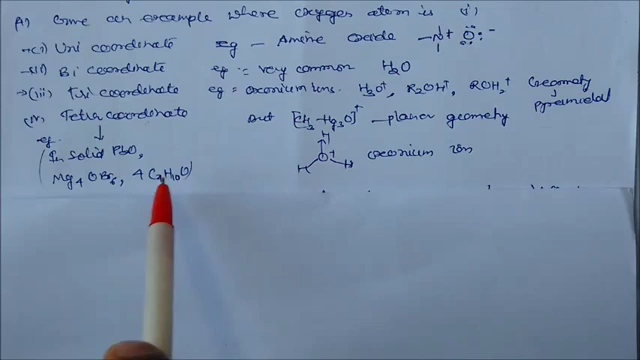 A) Give an example where oxygen atom is (i)
→(i) Uni coordinate eg - Amine oxide -N+ O:-
→(ii) Bi coordinate eg :- very common H2O
→(iii) Tri coordinate eg = oxonium ions. H3O+, R2OH+, ROH2+ Geometry pyramidal
(iv) Tetra coordinate but [CH3 - Hg3O]+ - planar geometry
eg.
(In solid PbO,
Mg4OBr6, 4C4H10O)
H O+ H H oxonium ion